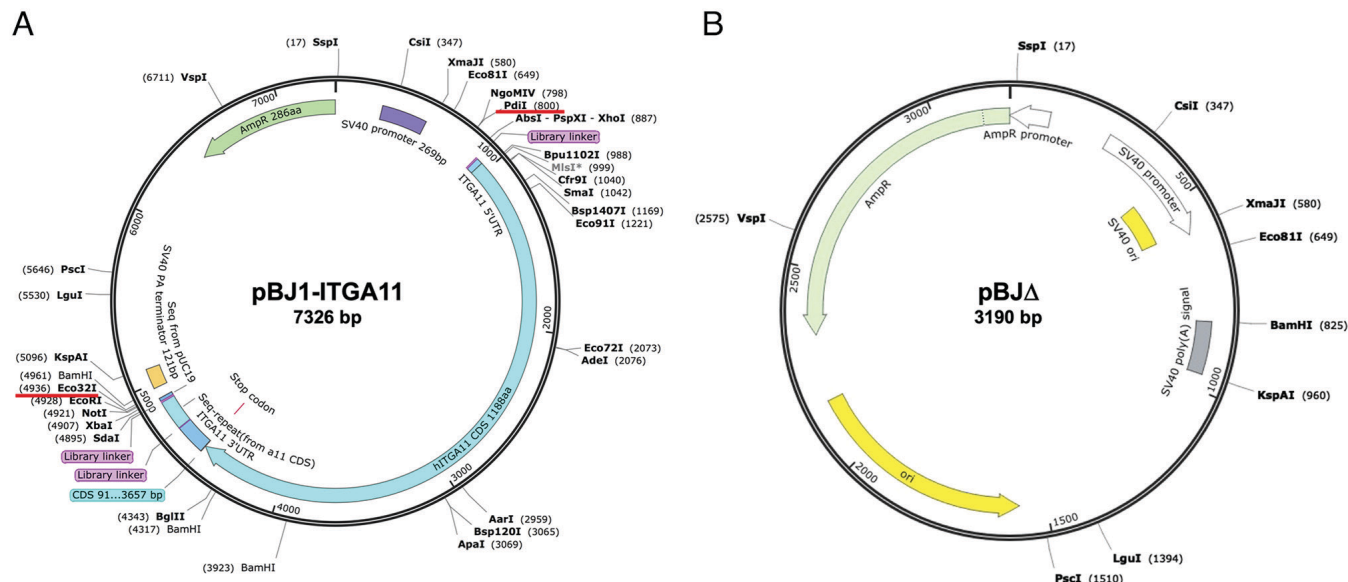 A
(17) SspI
CsiI (347)
XmaJI (580)
Eco81I (649)
NgoMIV (798)
PdiI (800)
AbsI - PspXI - XhoI (887)
Library linker
Bpu1102I (988)
MlsI* (999)
Cfr9I (1040)
SmaI (1042)
Bsp1407I (1169)
Eco91I (1221)
Eco72I (2073)
AdeI (2076)
AarI (2959)
Bsp120I (3065)
ApaI (3069)
(3923) BamHI
(4317) BamHI
(4343) BglII
CDS 91...3657 bp
Library linker
Library linker
(4895) SdaI
(4907) XbaI
(4921) NotI
(4928) EcoRI
(4936) Eco32I
(4961) BamHI
(5096) KspAI
(5530) LguI
(5646) PscI
(6711) VspI
1000
2000
3000
4000
5000
6000
7000
AmpR 286aa
SV40 promoter 269bp
ITGA11 5'UTR
hITGA11 CDS 1188aa
Stop codon
Seq-repeat(from a11 CDS)
ITGA11 3'UTR
Seq from pUC19
SV40 PA terminator 121bp
pBJ1-ITGA11
7326 bp
B
SspI (17)
CsiI (347)
XmaJI (580)
Eco81I (649)
BamHI (825)
KspAI (960)
LguI (1394)
PscI (1510)
(2575) VspI
500
1000
1500
2000
2500
3000
AmpR promoter
AmpR
SV40 promoter
SV40 ori
SV40 poly(A) signal
ori
pBJΔ
3190 bp